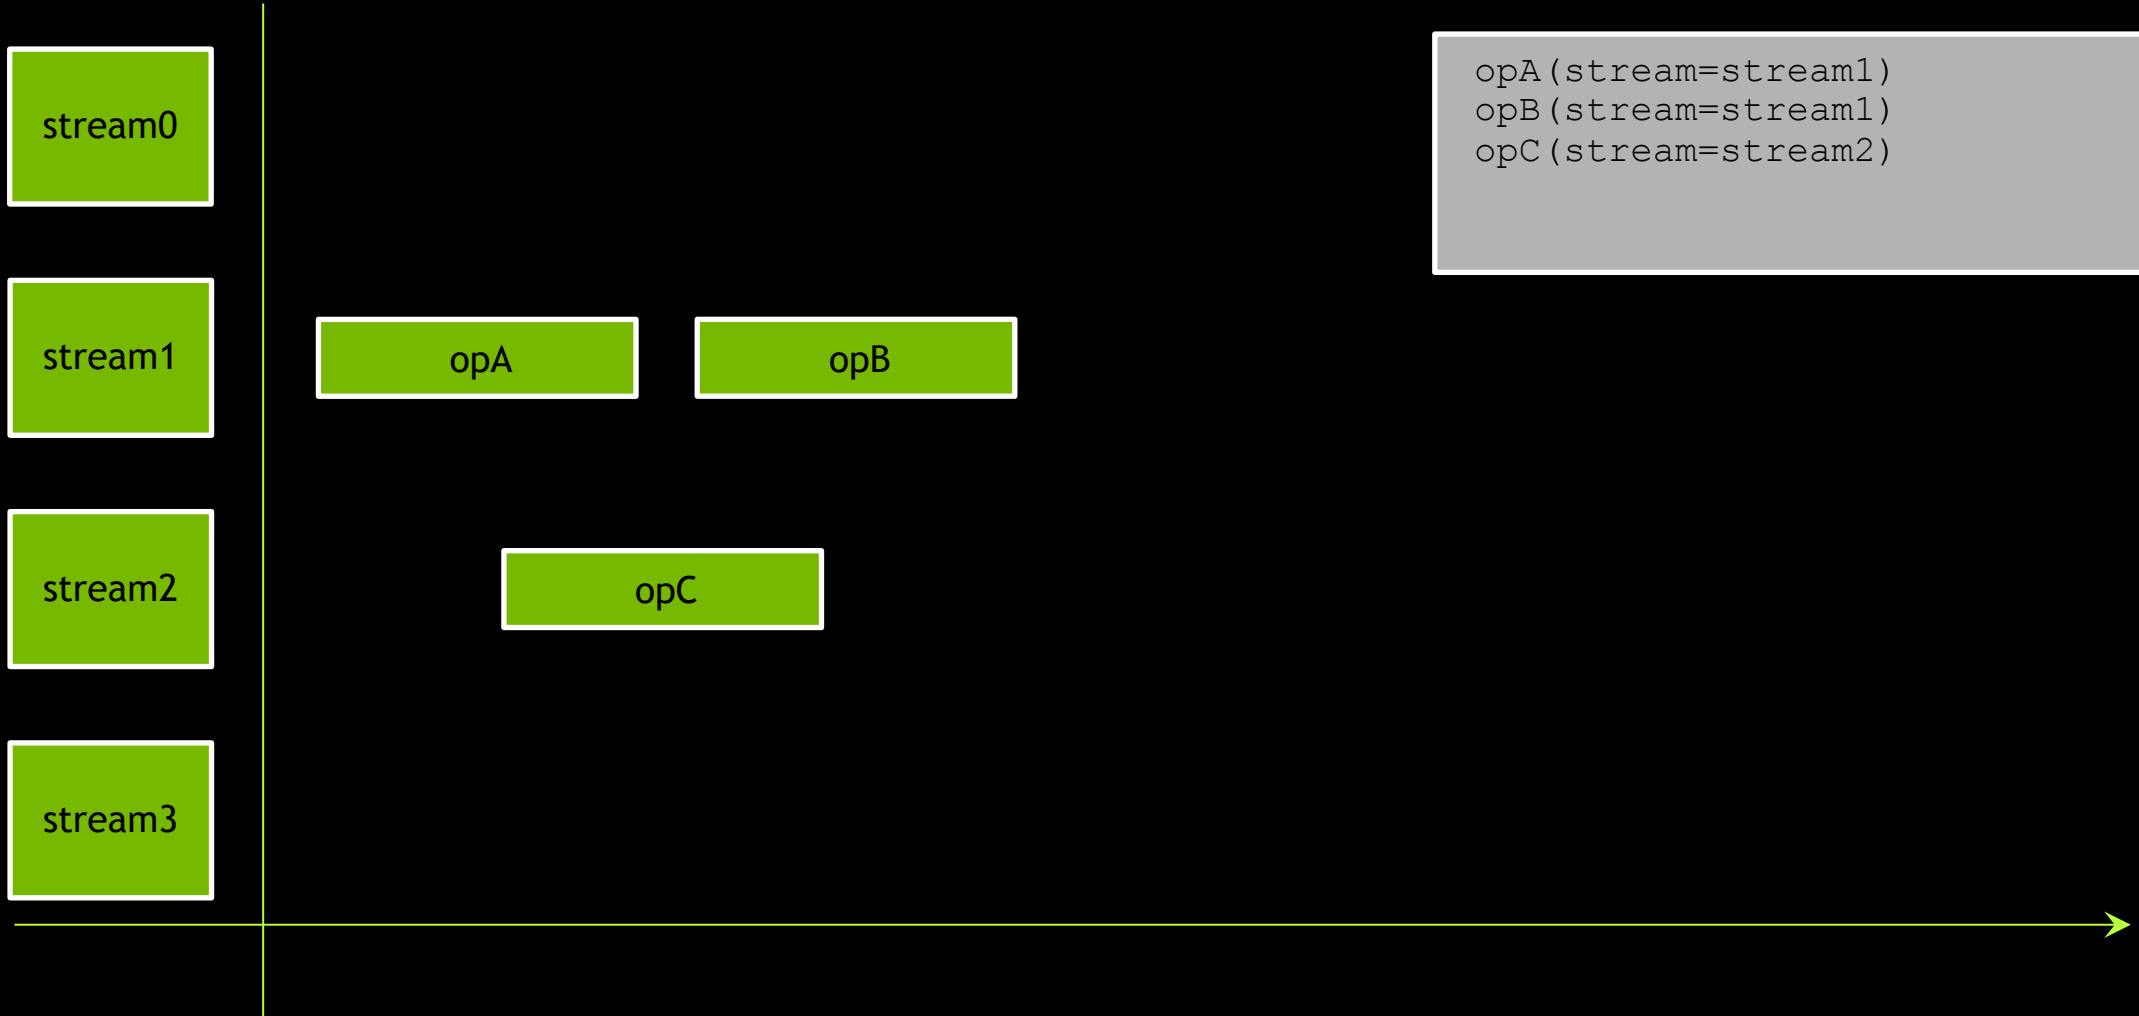 stream0
opA(stream=stream1)
opB(stream=stream1)
opC(stream=stream2)
stream1
opA
opB
stream2
opC
stream3